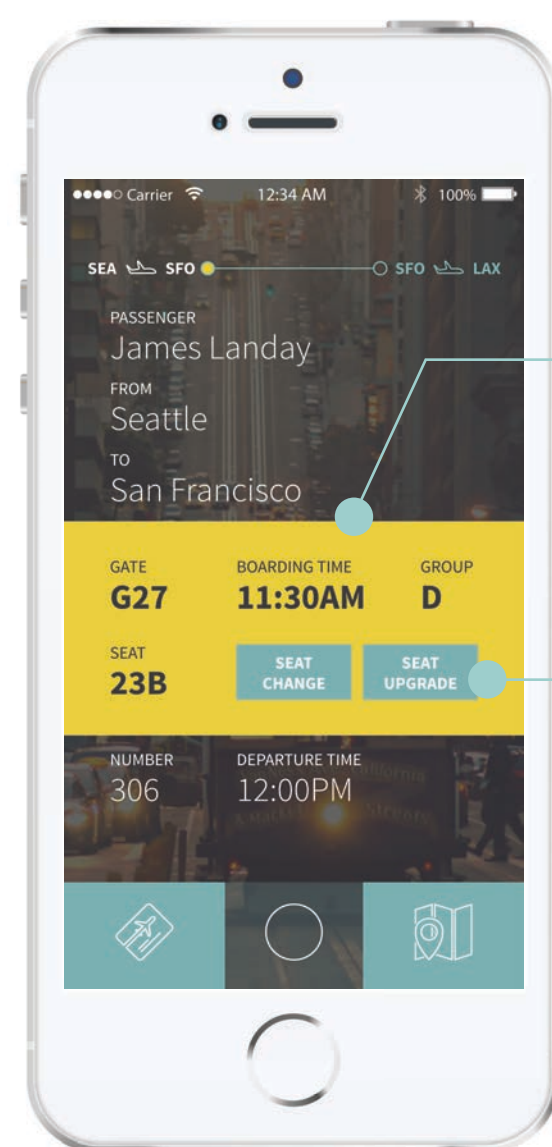 Carrier 12:34 AM 100%
SEA SFO SFO LAX
PASSENGER
James Landay
FROM
Seattle
TO
San Francisco
GATE BOARDING TIME GROUP
G27 11:30AM D
SEAT
23B
SEAT
CHANGE
SEAT
UPGRADE
NUMBER DEPARTURE TIME
306 12:00PM